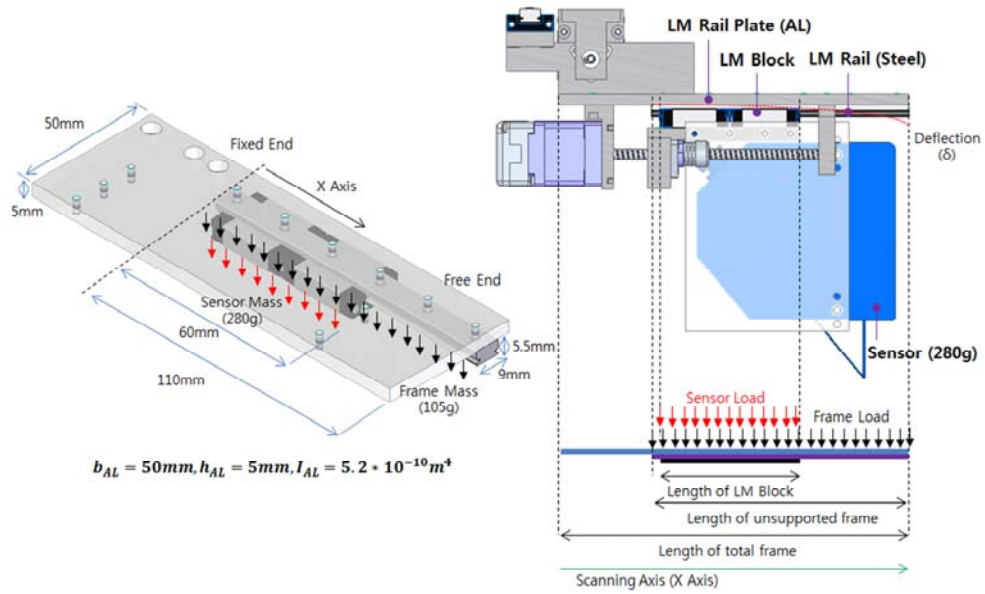 50mm
5mm
Fixed End
X Axis
Free End
Sensor Mass
(280g)
60mm
110mm
Frame Mass
(105g)
5.5mm
9mm
b_AL = 50mm, h_AL = 5mm, I_AL = 5.2 * 10^-10 m^4
LM Rail Plate (AL)
LM Block
LM Rail (Steel)
Deflection
(δ)
Sensor (280g)
Sensor Load
Frame Load
Length of LM Block
Length of unsupported frame
Length of total frame
Scanning Axis (X Axis)